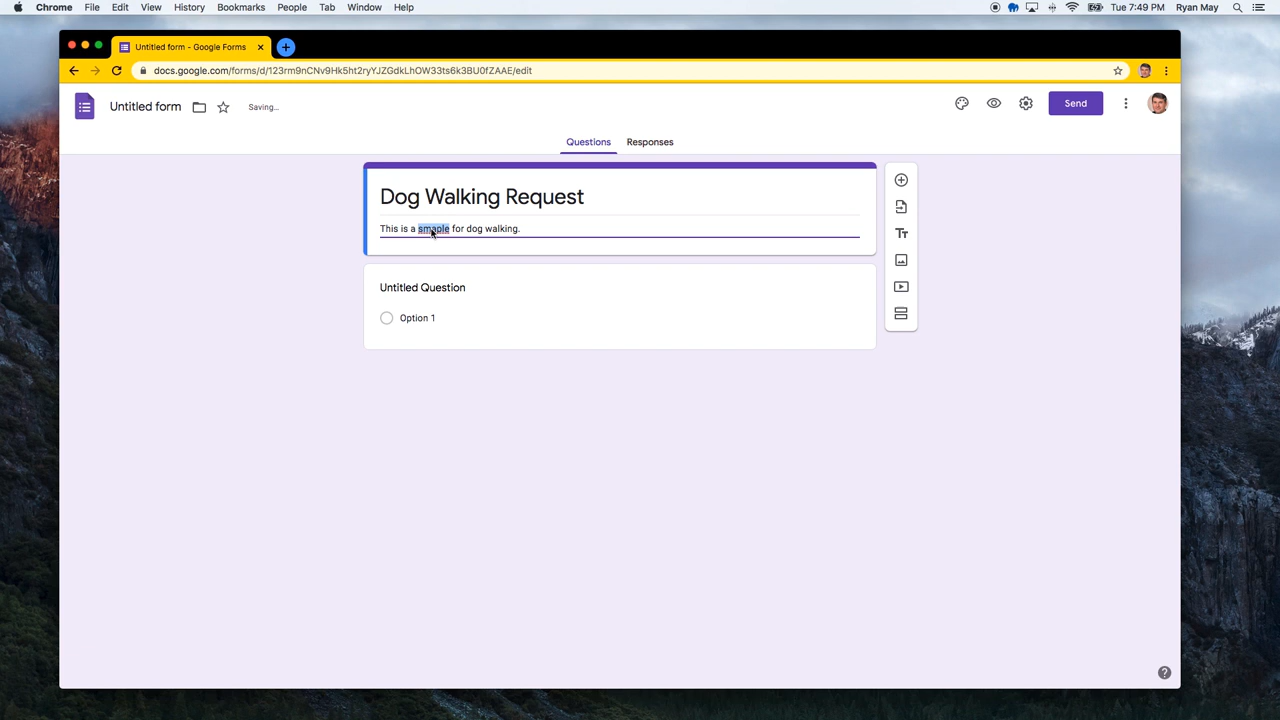 Chrome File Edit View History Bookmarks People Tab Window Help Tue 7:49 PM Ryan May
Untitled form - Google Forms
docs.google.com/forms/d/123rm9nCNv9Hk5ht2ryYJZGdkLhOW33ts6k3BU0fZAAE/edit
Untitled form Saving... Send
Questions Responses
Dog Walking Request
This is a smaple for dog walking.
Tt
Untitled Question
Option 1